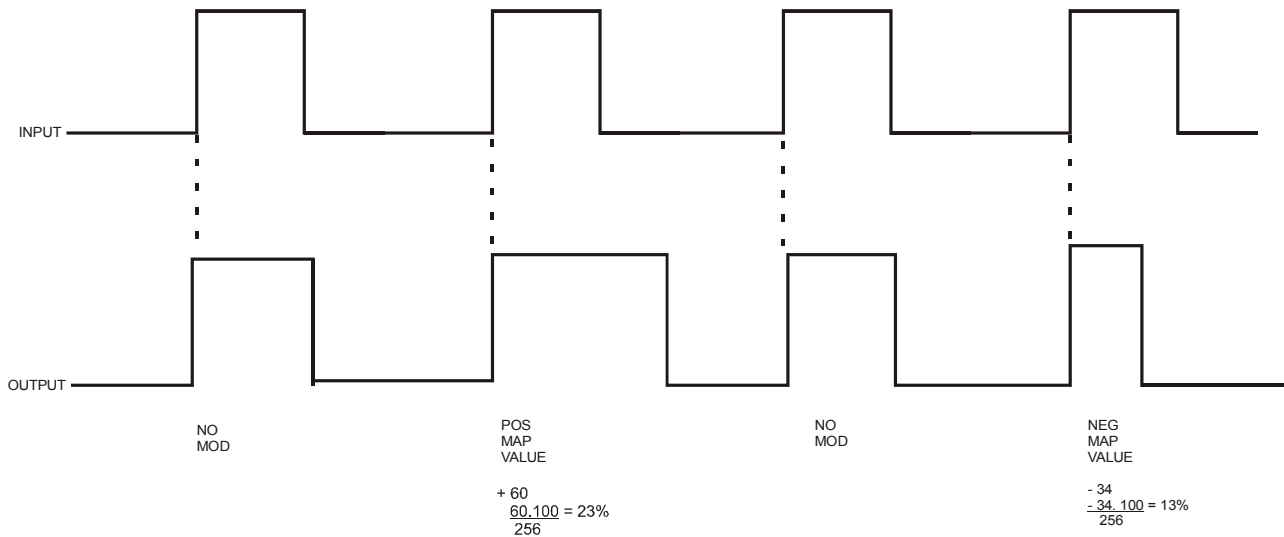 INPUT
OUTPUT
NO
MOD
POS
MAP
VALUE
+ 60
60.100 = 23%
256
NO
MOD
NEG
MAP
VALUE
- 34
- 34. 100 = 13%
256